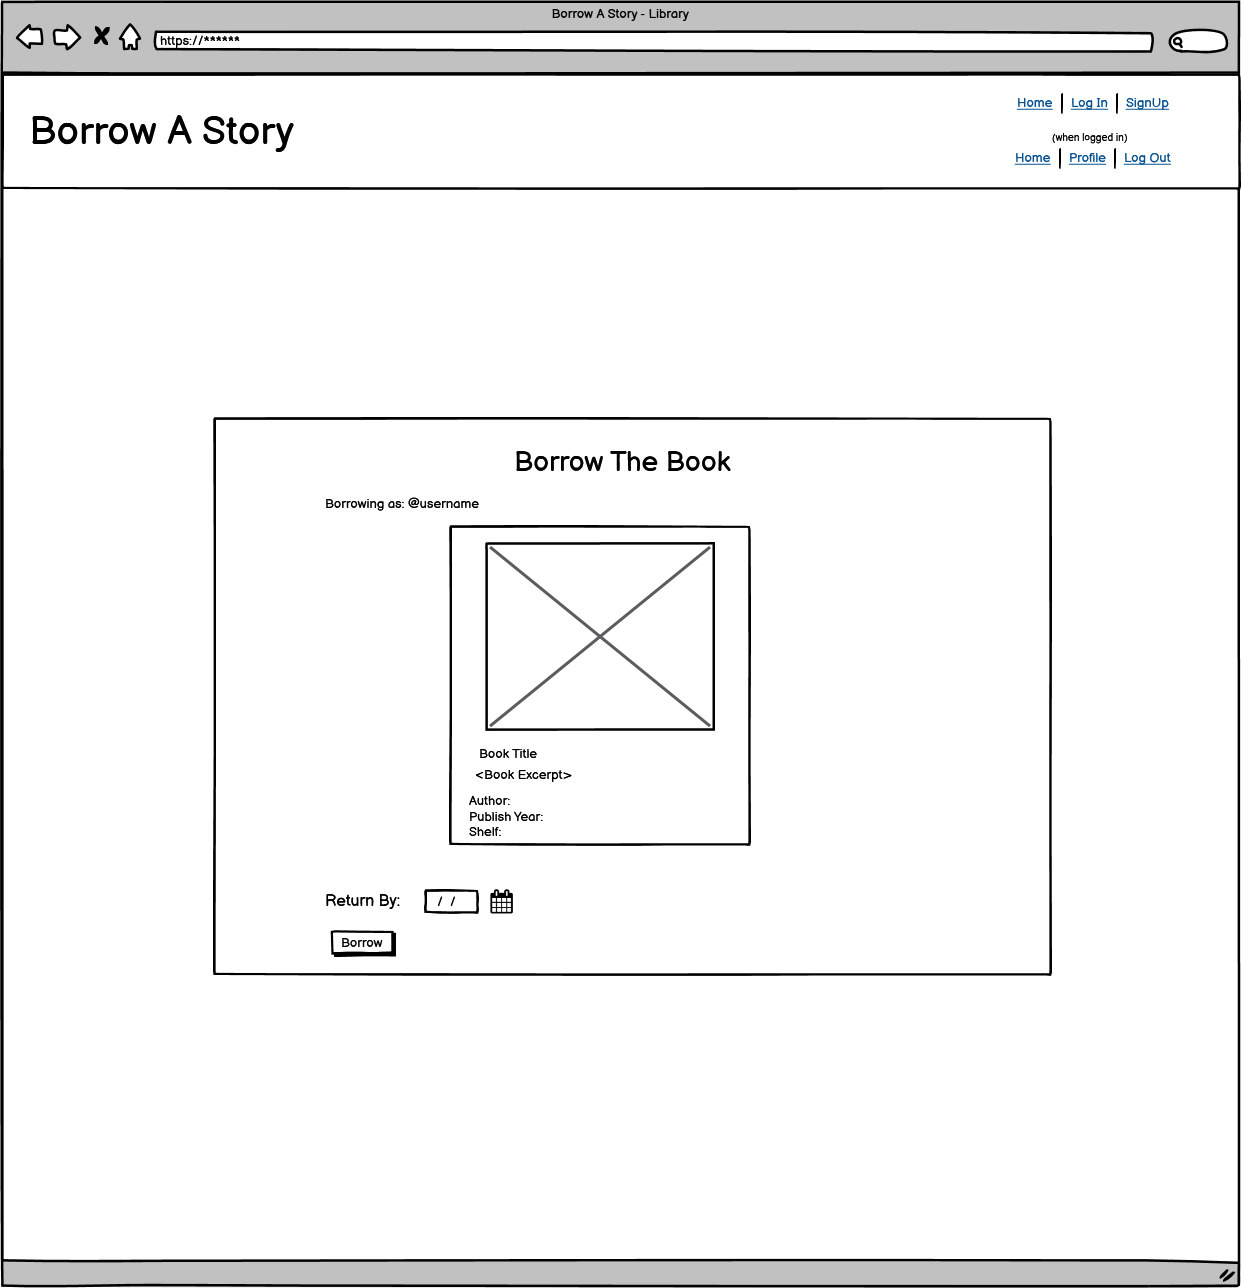 Borrow A Story - Library
https://******
Borrow A Story
Home Log In SignUp
(when logged in)
Home Profile Log Out
Borrow The Book
Borrowing as: @username
Book Title
<Book Excerpt>
Author:
Publish Year:
Shelf:
Return By: / /
Borrow